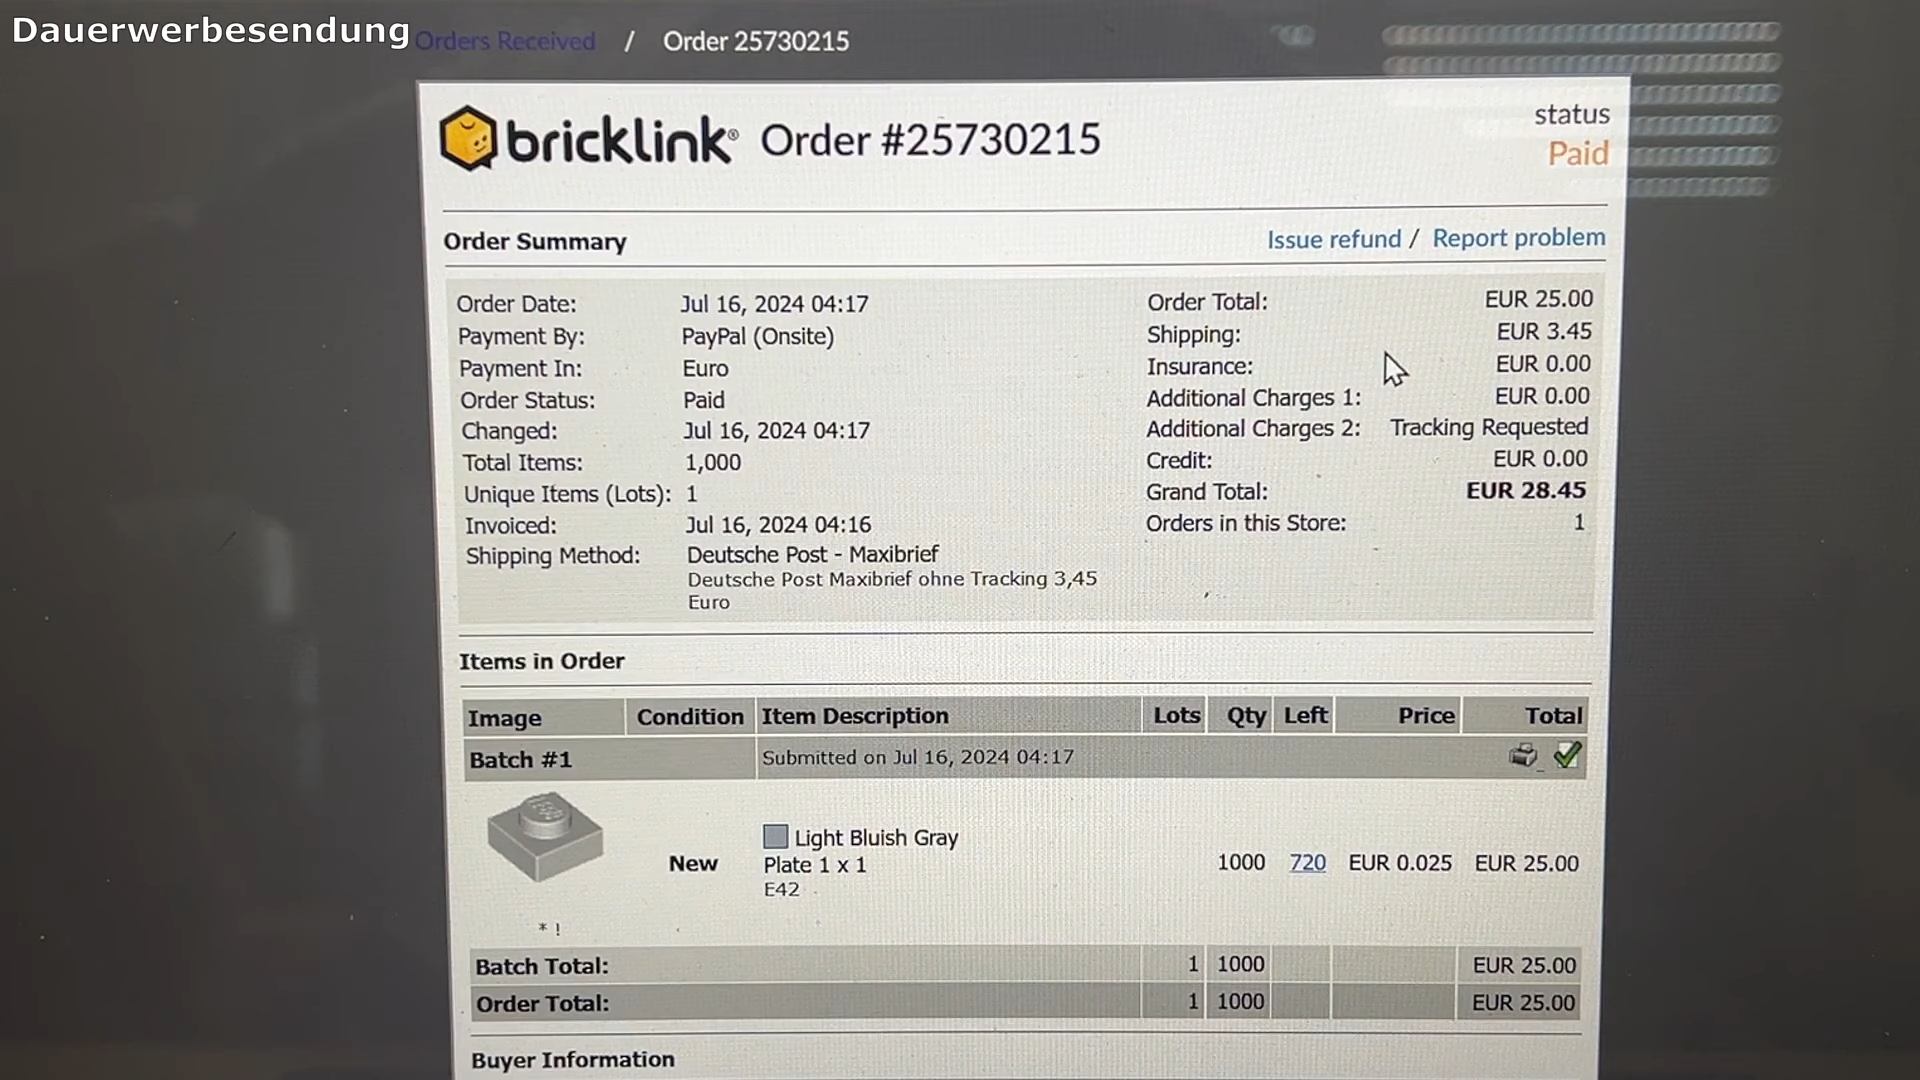 Dauerwerbesendung
Orders Received / Order 25730215
bricklink® Order #25730215
status
Paid
Order Summary
Issue refund / Report problem
Order Date: Jul 16, 2024 04:17
Payment By: PayPal (Onsite)
Payment In: Euro
Order Status: Paid
Changed: Jul 16, 2024 04:17
Total Items: 1,000
Unique Items (Lots): 1
Invoiced: Jul 16, 2024 04:16
Shipping Method: Deutsche Post - Maxibrief
Deutsche Post Maxibrief ohne Tracking 3,45
Euro
Order Total: EUR 25.00
Shipping: EUR 3.45
Insurance: EUR 0.00
Additional Charges 1: EUR 0.00
Additional Charges 2: Tracking Requested
Credit: EUR 0.00
Grand Total: EUR 28.45
Orders in this Store: 1
Items in Order
Image Condition Item Description Lots Qty Left Price Total
Batch #1 Submitted on Jul 16, 2024 04:17
Light Bluish Gray
New Plate 1 x 1 1000 720 EUR 0.025 EUR 25.00
E42
* !
Batch Total: 1 1000 EUR 25.00
Order Total: 1 1000 EUR 25.00
Buyer Information